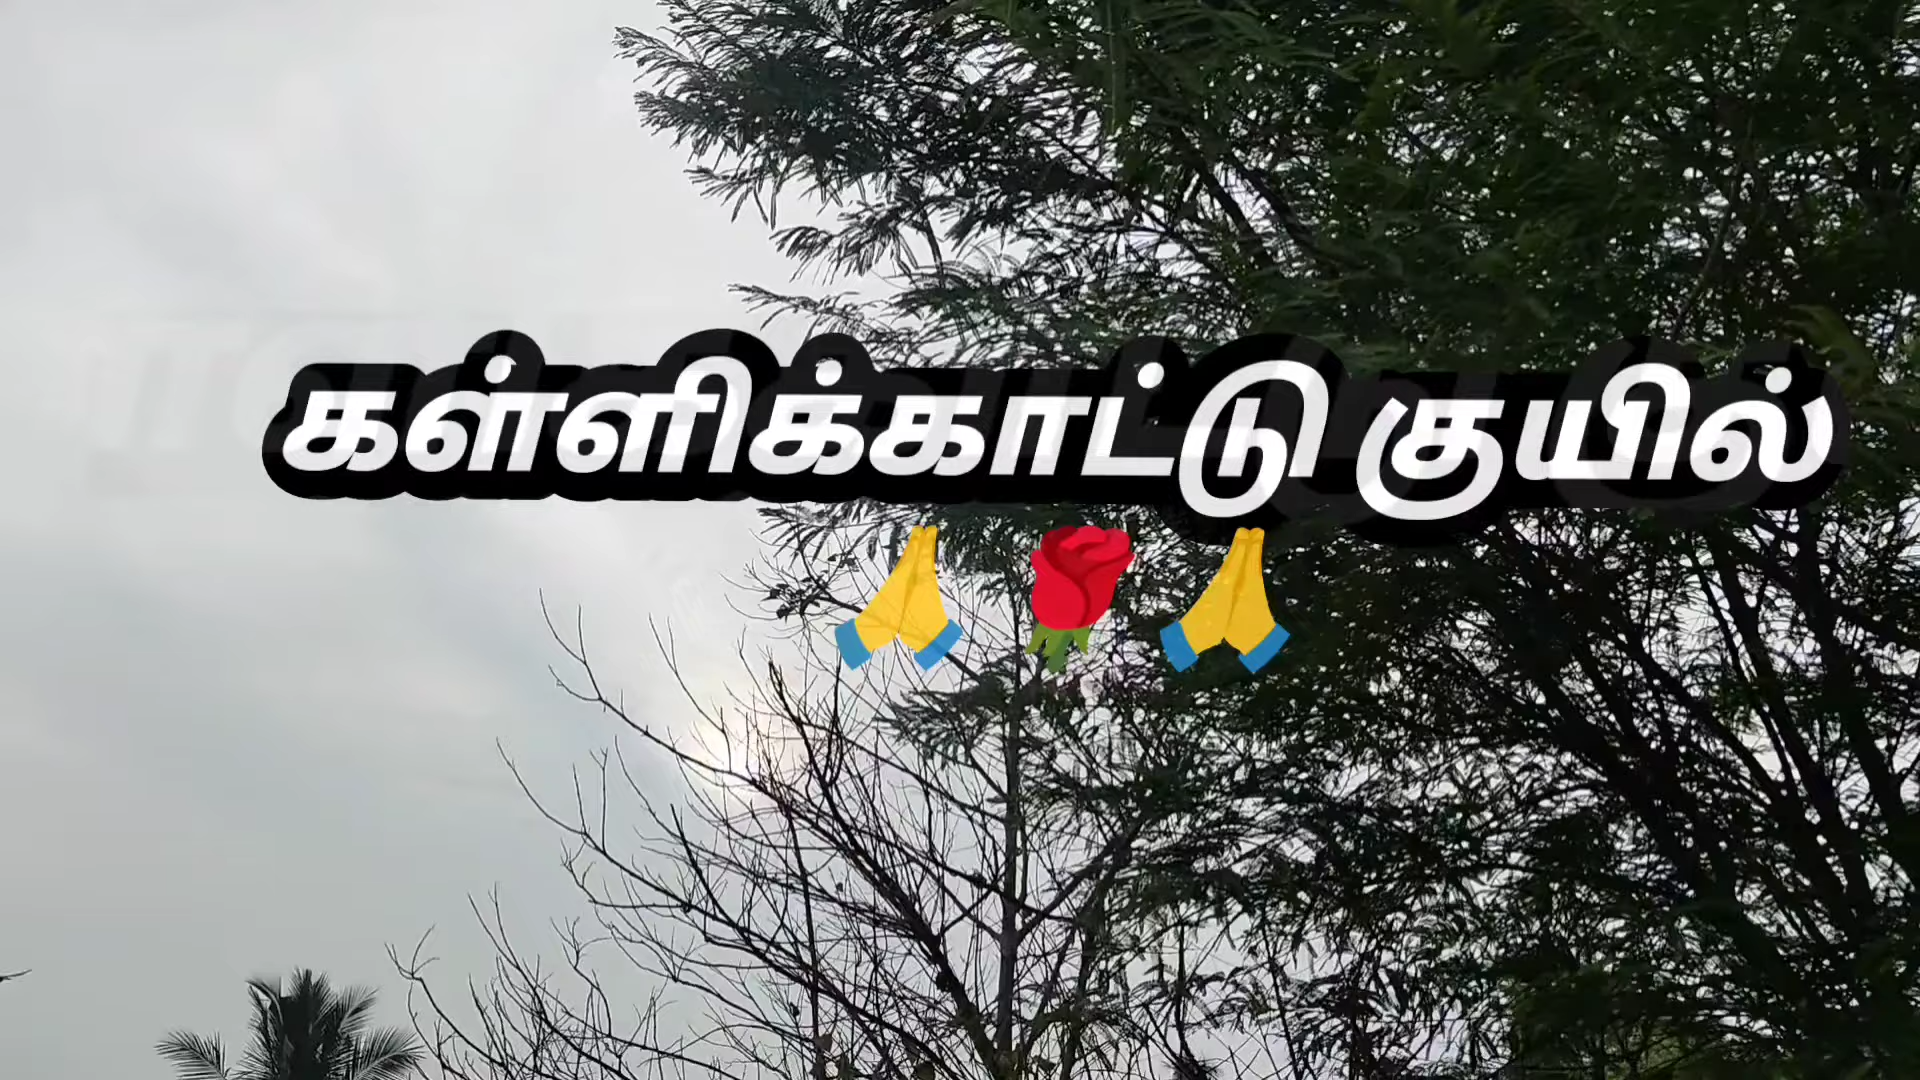 கள்ளிக்காட்டு குயில்
🙏 🌹 🙏